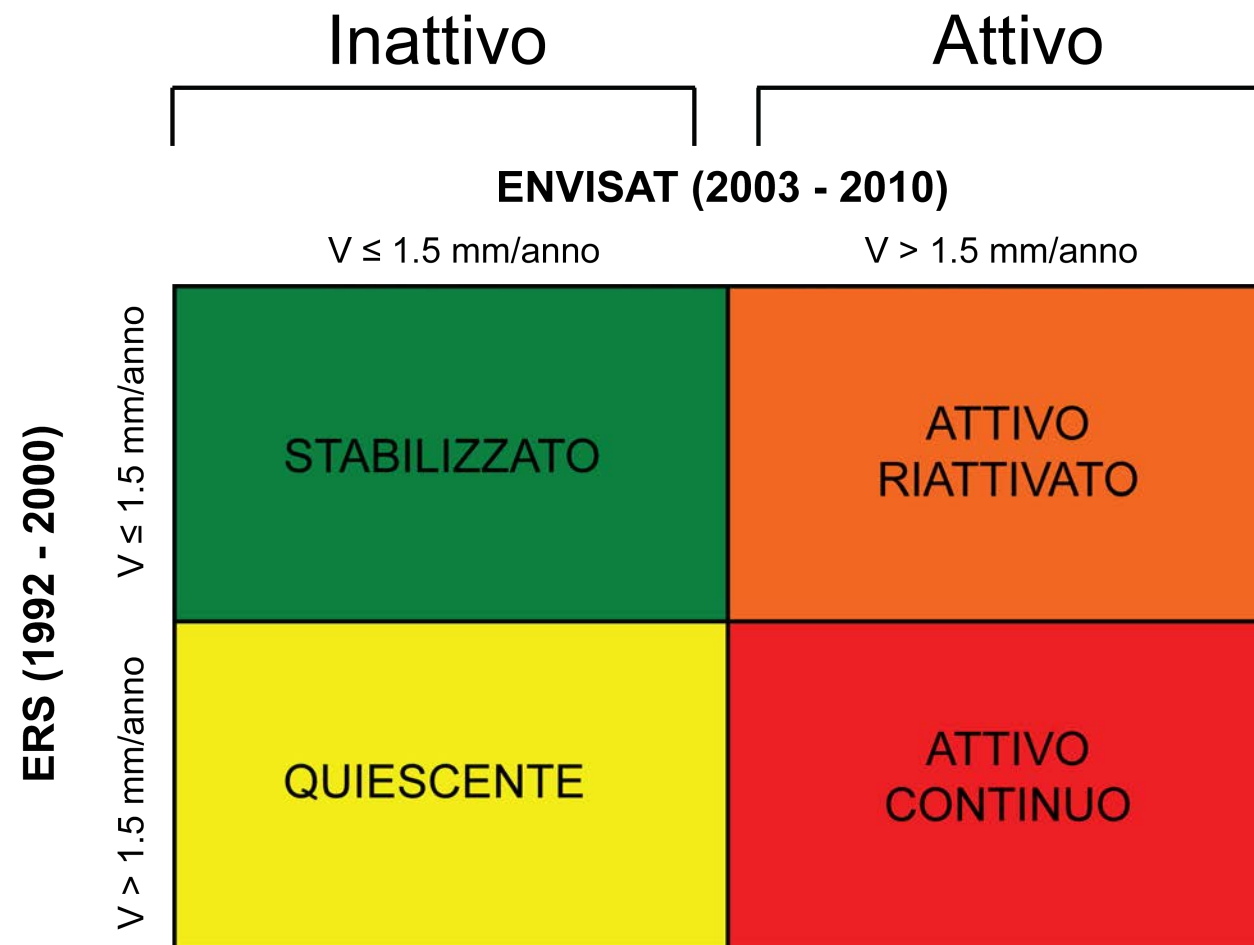 Inattivo
Attivo
ENVISAT (2003 - 2010)
V ≤ 1.5 mm/anno
V > 1.5 mm/anno
ERS (1992 - 2000)
V ≤ 1.5 mm/anno
STABILIZZATO
ATTIVO
RIATTIVATO
V > 1.5 mm/anno
QUIESCENTE
ATTIVO
CONTINUO